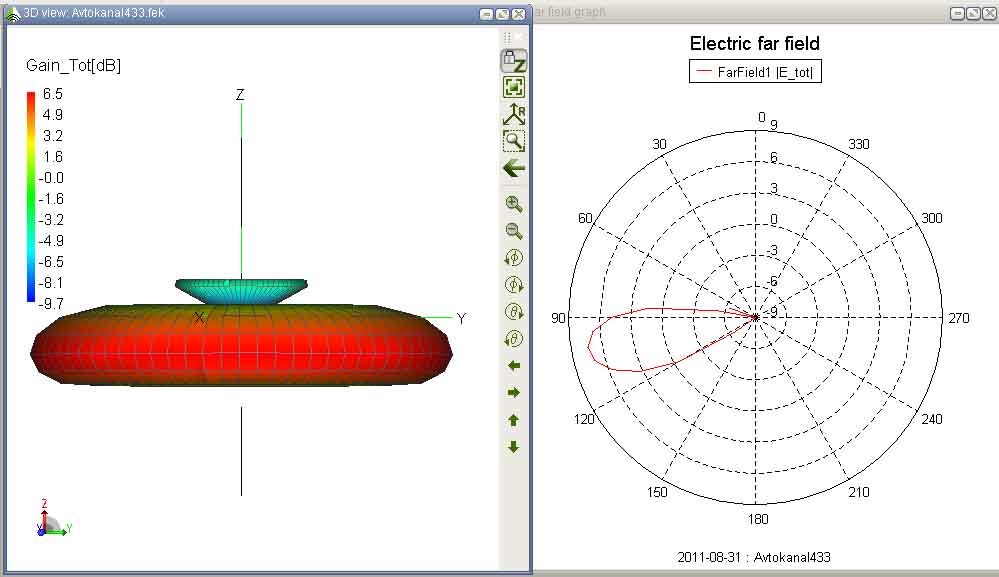 3D view: Avtokanal433.fek
far field graph
Gain_Tot[dB]
6.5
4.9
3.2
1.6
-0.0
-1.6
-3.2
-4.9
-6.5
-8.1
-9.7
Z
X
Y
Z
Y
Y
R
Z
Electric far field
FarField1 |E_tot|
0
9
6
3
0
-3
-6
-9
30
330
60
300
90
270
120
240
150
210
180
2011-08-31 : Avtokanal433